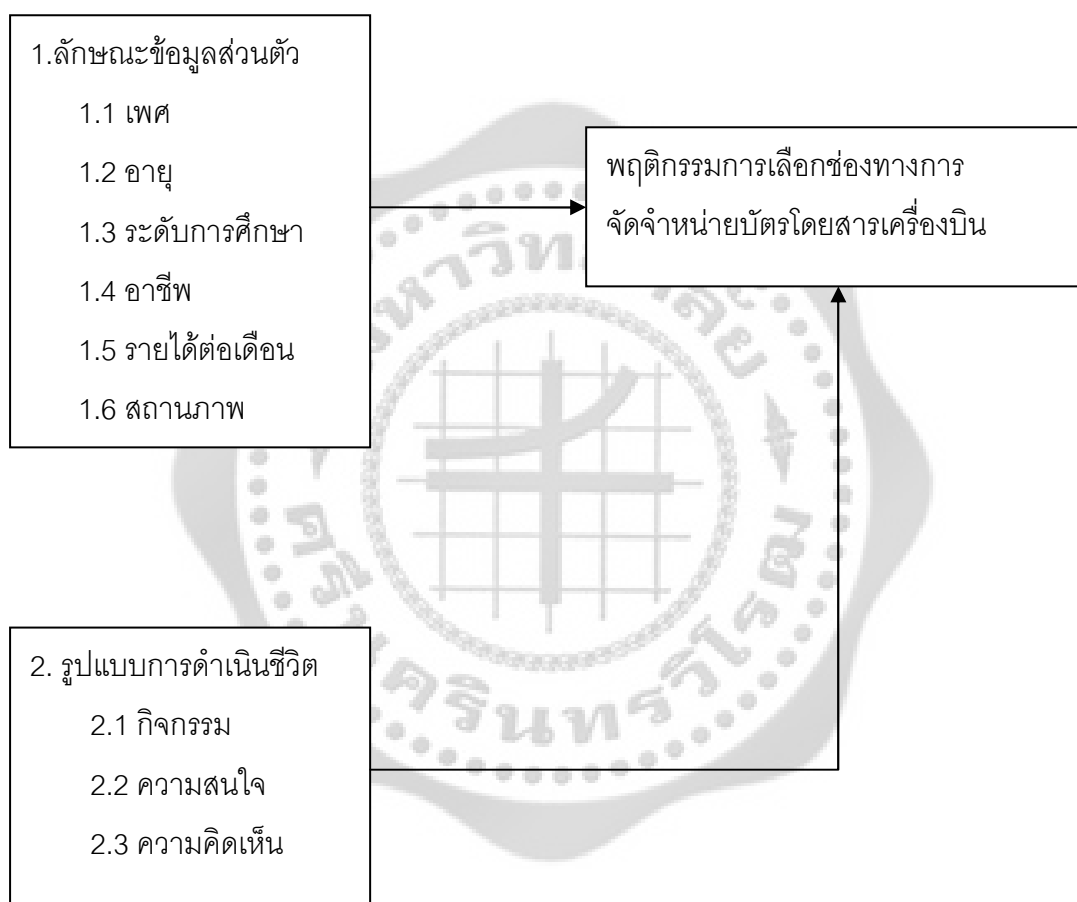 1.ลักษณะข้อมูลส่วนตัว
1.1 เพศ
1.2 อายุ
1.3 ระดับการศึกษา
1.4 อาชีพ
1.5 รายได้ต่อเดือน
1.6 สถานภาพ
พฤติกรรมการเลือกช่องทางการ
จัดจำหน่ายบัตรโดยสารเครื่องบิน
2. รูปแบบการดำเนินชีวิต
2.1 กิจกรรม
2.2 ความสนใจ
2.3 ความคิดเห็น